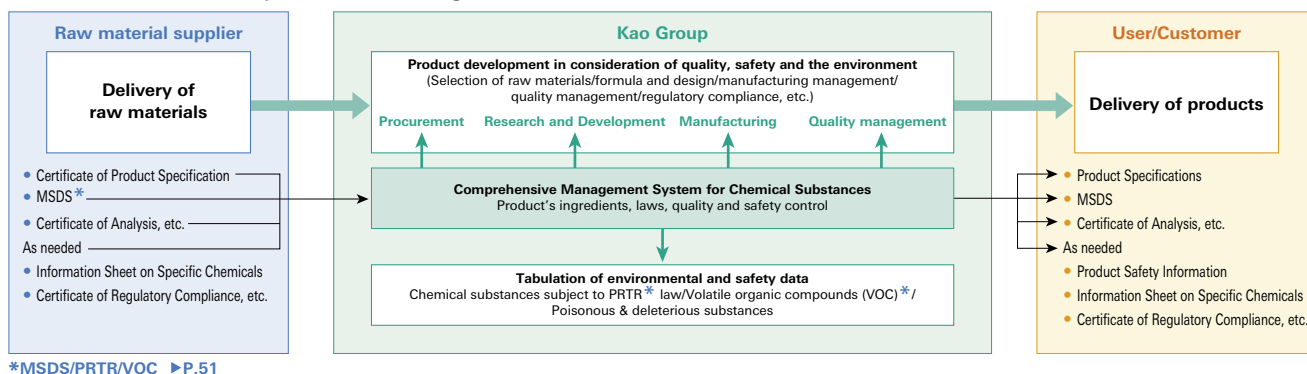 Raw material supplier
Delivery of
raw materials
• Certificate of Product Specification
• MSDS*
• Certificate of Analysis, etc.
As needed
• Information Sheet on Specific Chemicals
• Certificate of Regulatory Compliance, etc.
Kao Group
Product development in consideration of quality, safety and the environment
(Selection of raw materials/formula and design/manufacturing management/
quality management/regulatory compliance, etc.)
Procurement Research and Development Manufacturing Quality management
Comprehensive Management System for Chemical Substances
Product's ingredients, laws, quality and safety control
Tabulation of environmental and safety data
Chemical substances subject to PRTR* law/Volatile organic compounds (VOC)*/
Poisonous & deleterious substances
User/Customer
Delivery of products
• Product Specifications
• MSDS
• Certificate of Analysis, etc.
As needed
• Product Safety Information
• Information Sheet on Specific Chemicals
• Certificate of Regulatory Compliance, etc.
*MSDS/PRTR/VOC ▶P.51